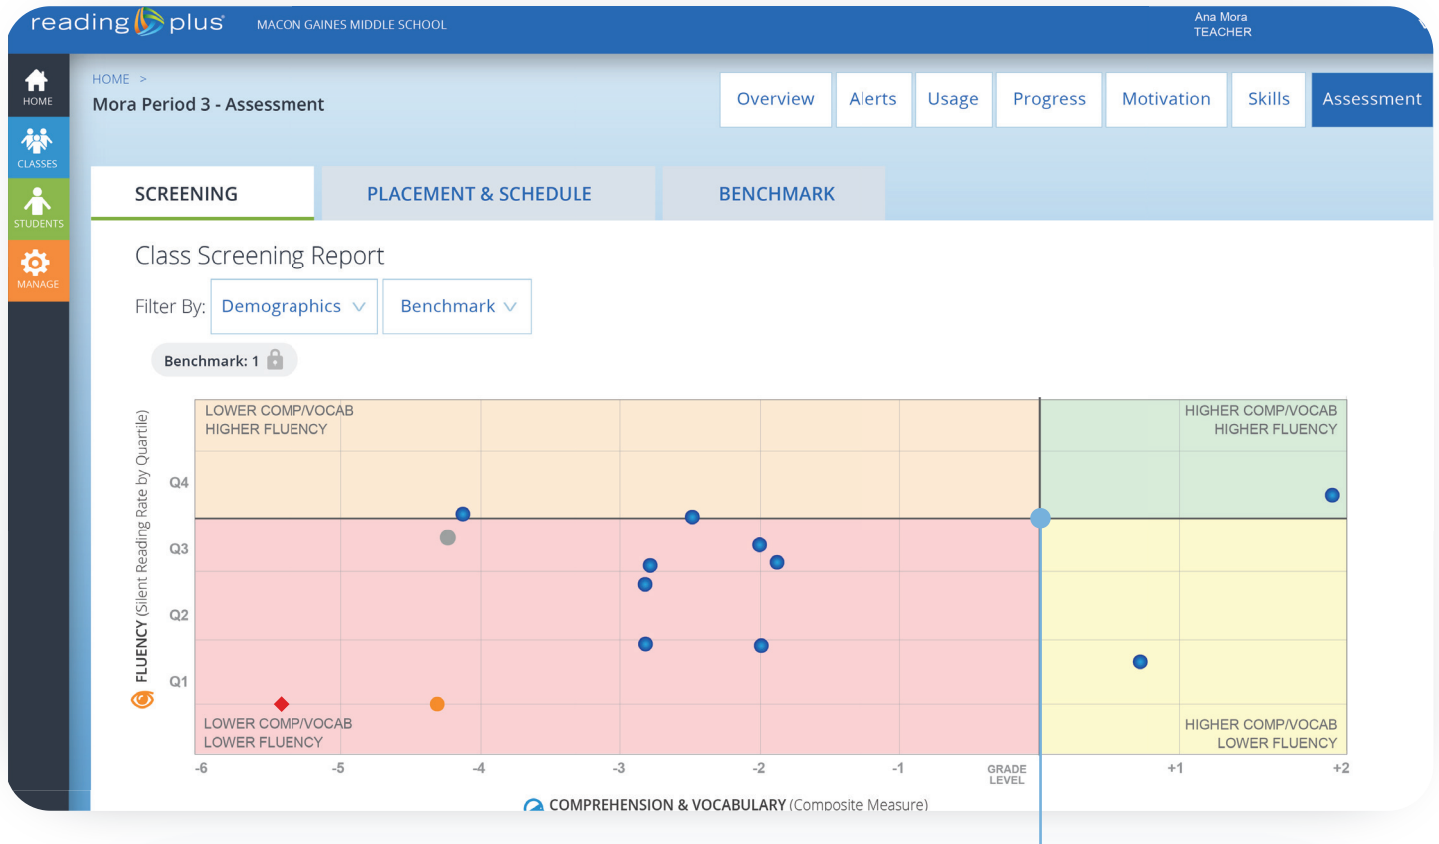 reading plus
MACON GAINES MIDDLE SCHOOL
Ana Mora
TEACHER
HOME
CLASSES
STUDENTS
MANAGE
HOME >
Mora Period 3 - Assessment
Overview
Alerts
Usage
Progress
Motivation
Skills
Assessment
SCREENING
PLACEMENT & SCHEDULE
BENCHMARK
Class Screening Report
Filter By:
Demographics
Benchmark
Benchmark: 1
LOWER COMP/VOCAB
HIGHER FLUENCY
HIGHER COMP/VOCAB
HIGHER FLUENCY
FLUENCY (Silent Reading Rate by Quartile)
Q4
Q3
Q2
Q1
LOWER COMP/VOCAB
LOWER FLUENCY
HIGHER COMP/VOCAB
LOWER FLUENCY
-6
-5
-4
-3
-2
-1
GRADE
LEVEL
+1
+2
COMPREHENSION & VOCABULARY (Composite Measure)